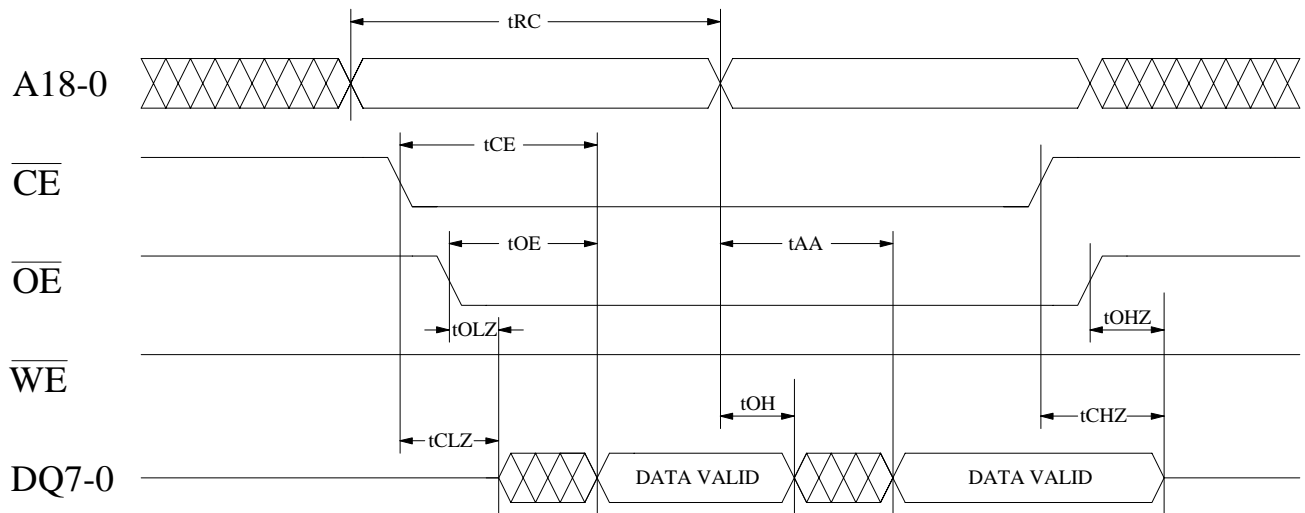 tRC
A18-0
tCE
CE
tOE
tAA
OE
tOLZ
tOHZ
WE
tOH
tCHZ
tCLZ
DQ7-0
DATA VALID
DATA VALID